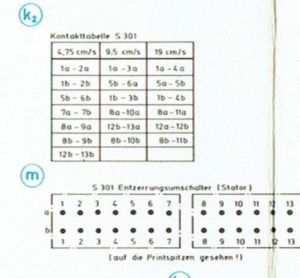 k2
Kontakttabelle S 301
4,75 cm/s 9.5 cm/s 19 cm/s
1a - 2a 1a - 3a 1a - 4a
1b - 2b 5b - 6a 5a - 5b
5b - 6b 1b - 3b 1b - 4b
7a - 7b 8a - 10a 8a - 11a
8a - 9a 12b - 13a 12a - 12b
8b - 9b 8b - 10b 8b - 11b
12b - 13b
m
S 301 Entzerrungsumschalter (Stator)
1 2 3 4 5 6 7 8 9 10 11 12 13
a
b
1 2 3 4 5 6 7 8 9 10 11 12 13
(auf die Printspitzen gesehen!)